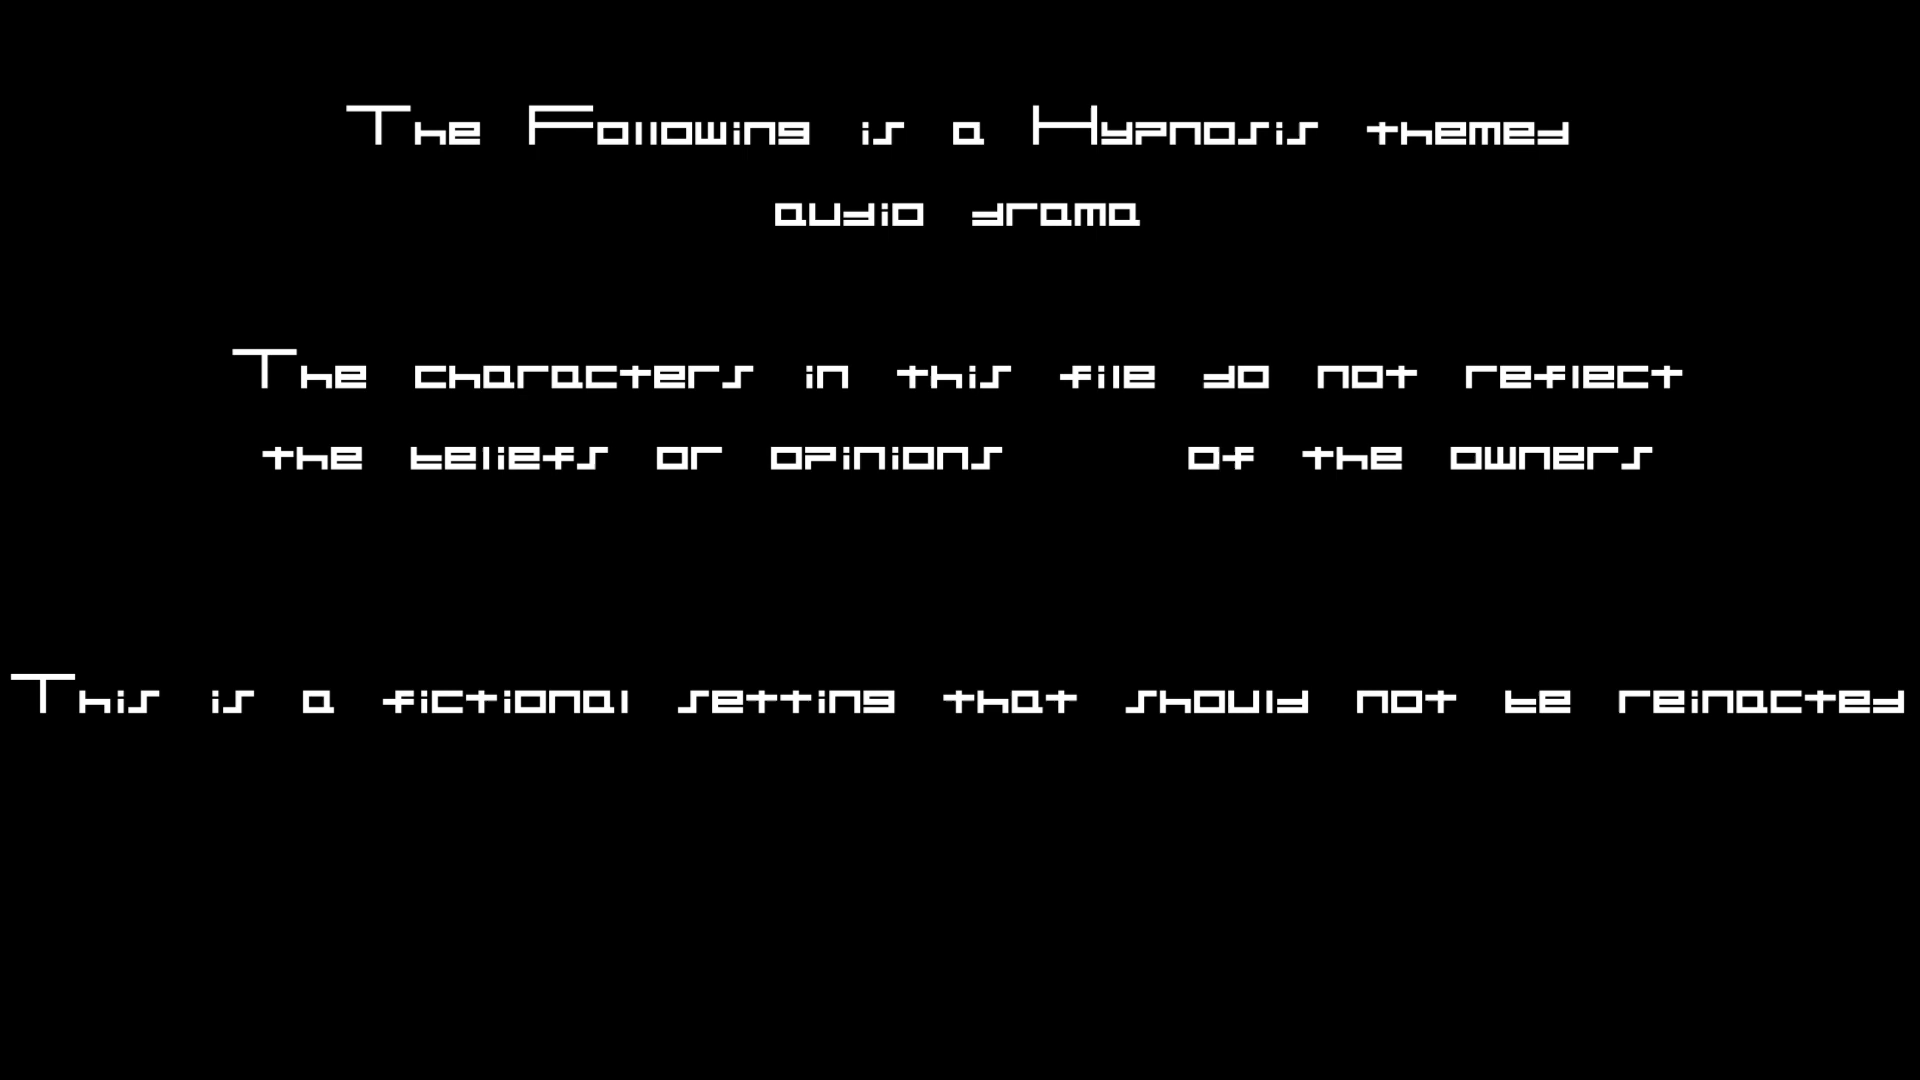 The Following is a Hypnosis themed
audio drama
The characters in this file do not reflect
the beliefs or opinions of the owners
This is a fictional setting that should not be reinacted